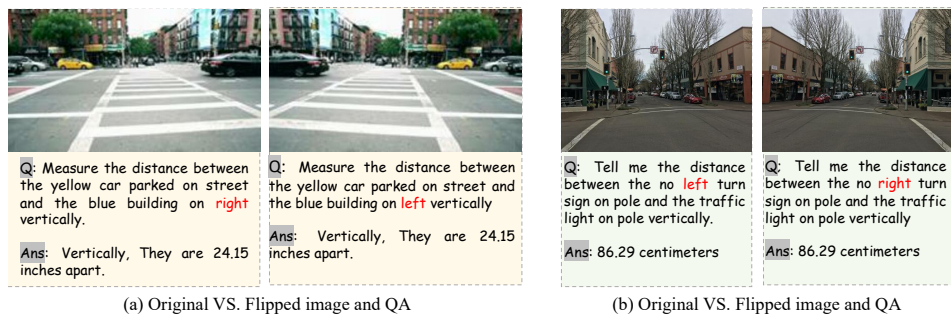 Q: Measure the distance between
the yellow car parked on street
and the blue building on right
vertically.
Ans: Vertically, They are 24.15
inches apart.
Q: Measure the distance between
the yellow car parked on street and
the blue building on left vertically
Ans: Vertically, They are 24.15
inches apart.
(a) Original VS. Flipped image and QA
Q: Tell me the distance
between the no left turn
sign on pole and the traffic
light on pole vertically.
Ans: 86.29 centimeters
Q: Tell me the distance
between the no right turn
sign on pole and the traffic
light on pole vertically
Ans: 86.29 centimeters
(b) Original VS. Flipped image and QA